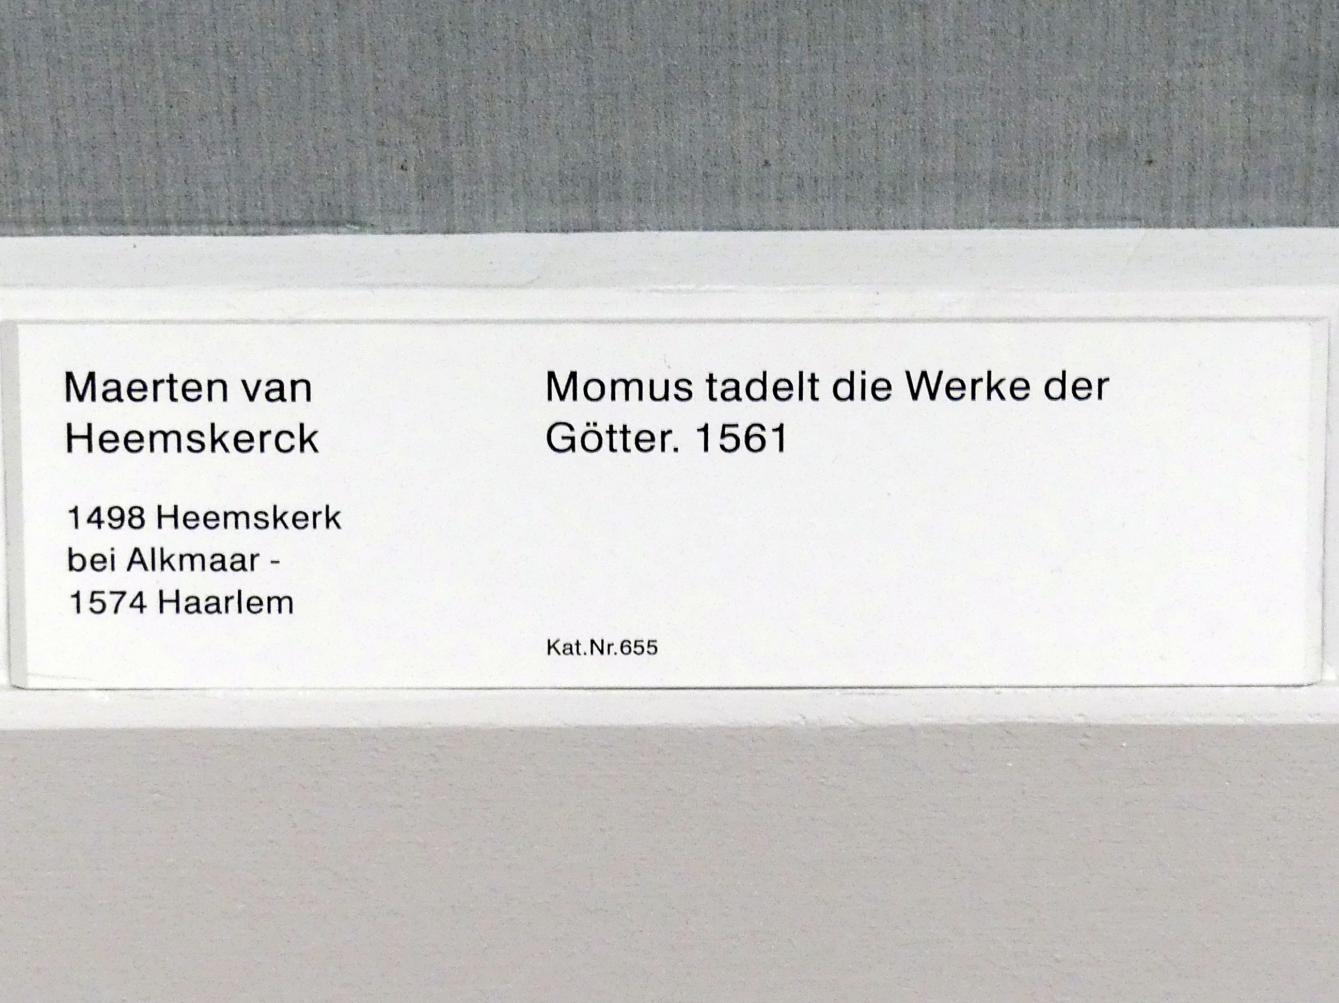 Maerten van
Heemskerck
1498 Heemskerk
bei Alkmaar -
1574 Haarlem
Momus tadelt die Werke der
Götter. 1561
Kat.Nr.655